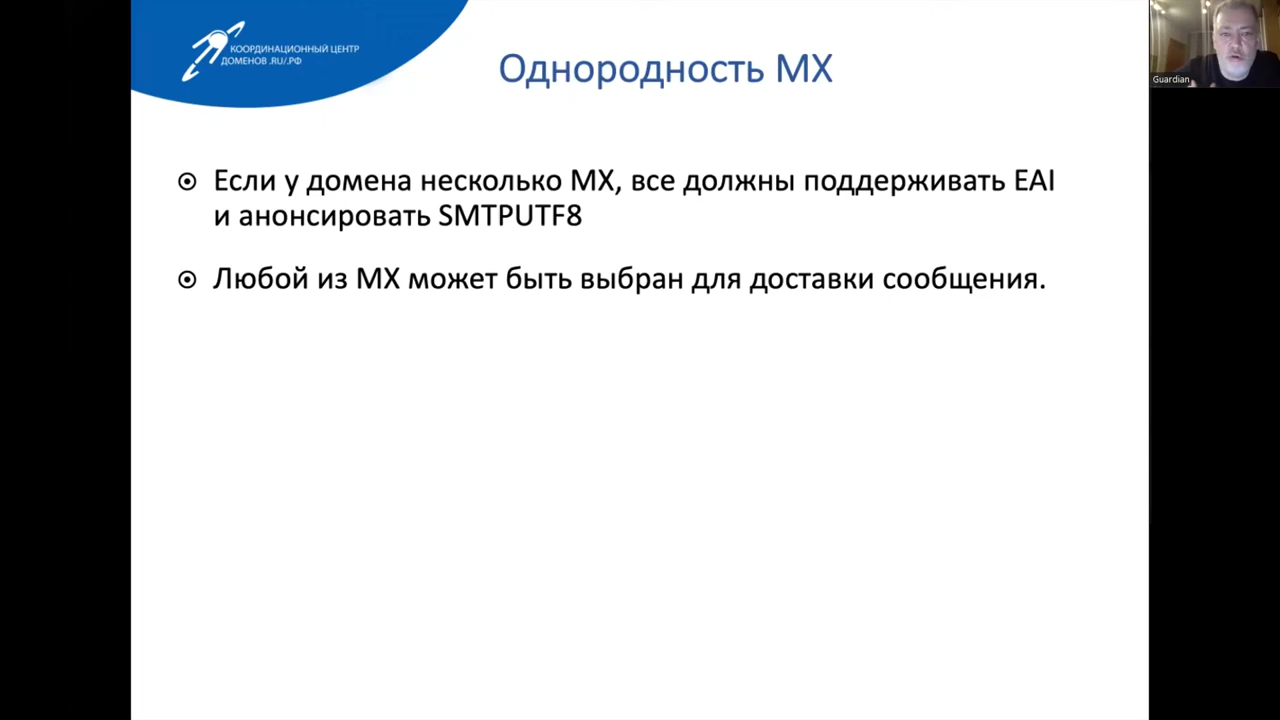 КООРДИНАЦИОННЫЙ ЦЕНТР
ДОМЕНОВ .RU/.РФ
Однородность MX
Если у домена несколько MX, все должны поддерживать EAI
и анонсировать SMTPUTF8
Любой из MX может быть выбран для доставки сообщения.
Guardian